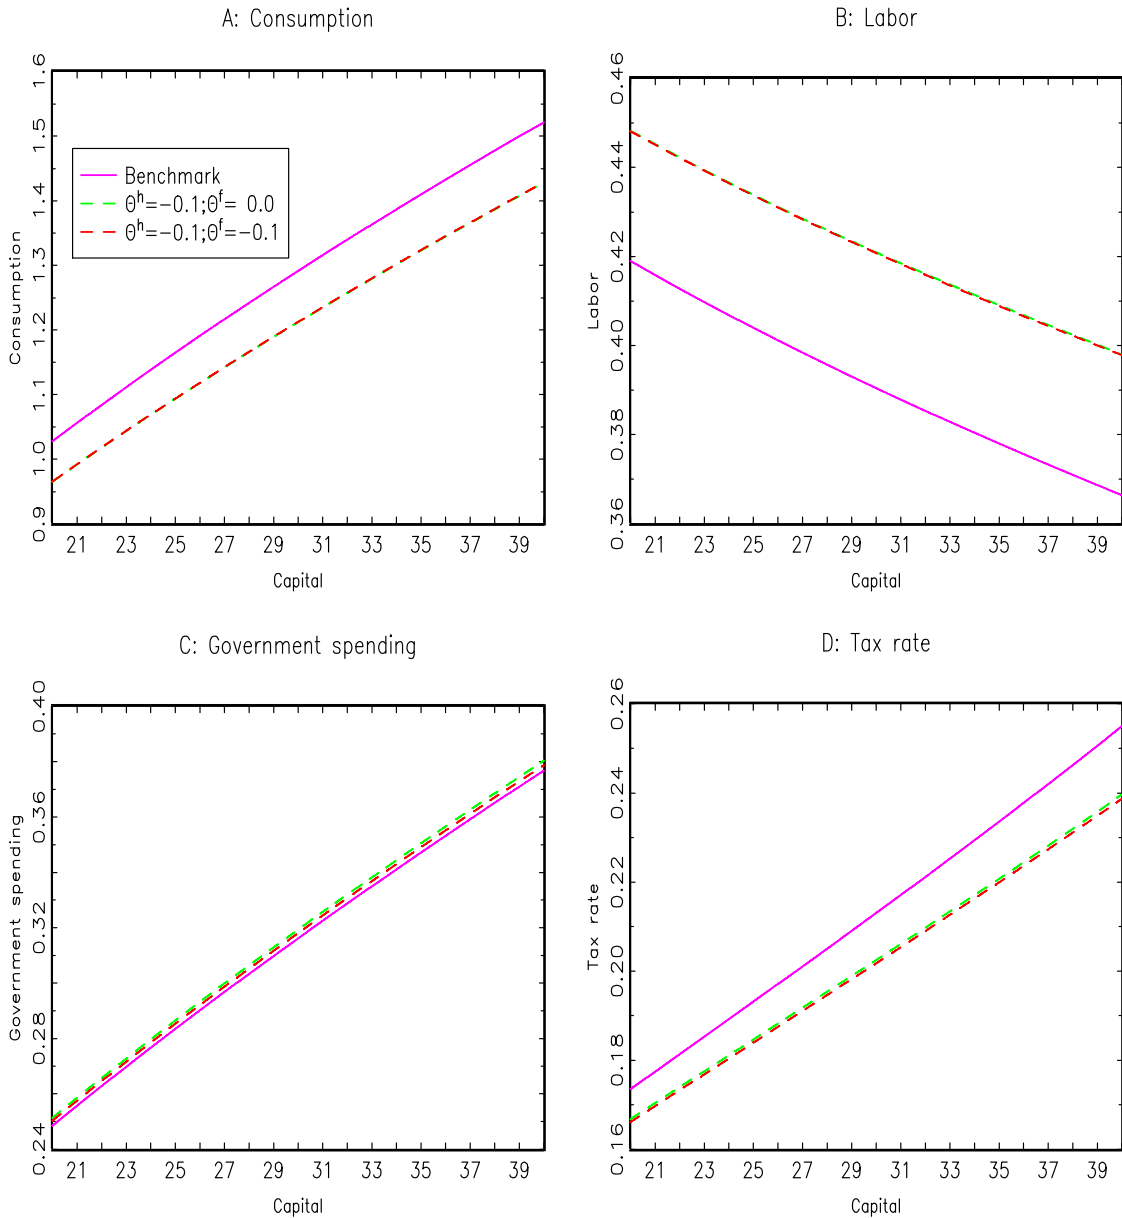 A: Consumption
1.6
1.5
1.4
1.3
1.2
1.1
1.0
0.9
Consumption
Benchmark
θʰ=−0.1;θᶠ= 0.0
θʰ=−0.1;θᶠ=−0.1
21 23 25 27 29 31 33 35 37 39
Capital
B: Labor
0.46
0.44
0.42
0.40
0.38
0.36
Labor
21 23 25 27 29 31 33 35 37 39
Capital
C: Government spending
0.40
0.36
0.32
0.28
0.24
Government spending
21 23 25 27 29 31 33 35 37 39
Capital
D: Tax rate
0.26
0.24
0.22
0.20
0.18
0.16
Tax rate
21 23 25 27 29 31 33 35 37 39
Capital